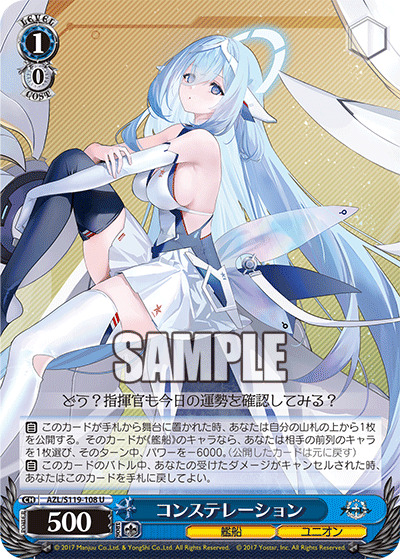 LEVEL
1
0
COST
SAMPLE
どう?指揮官も今日の運勢を確認してみる?
自 このカードが手札から舞台に置かれた時、あなたは自分の山札の上から1枚
を公開する。そのカードが《艦船》のキャラなら、あなたは相手の前列のキャラ
を1枚選び、そのターン中、パワーを-6000。(公開したカードは元に戻す)
自 このカードのバトル中、あなたの受けたダメージがキャンセルされた時、
あなたはこのカードを手札に戻してよい。
CH AZL/S119-108 U
500
コンステレーション
艦船
ユニオン
© 2017 Manjuu Co.,Ltd. & YongShi Co.,Ltd. All Rights Reserved. © 2017 Yostar, Inc. All Rights Reserved.